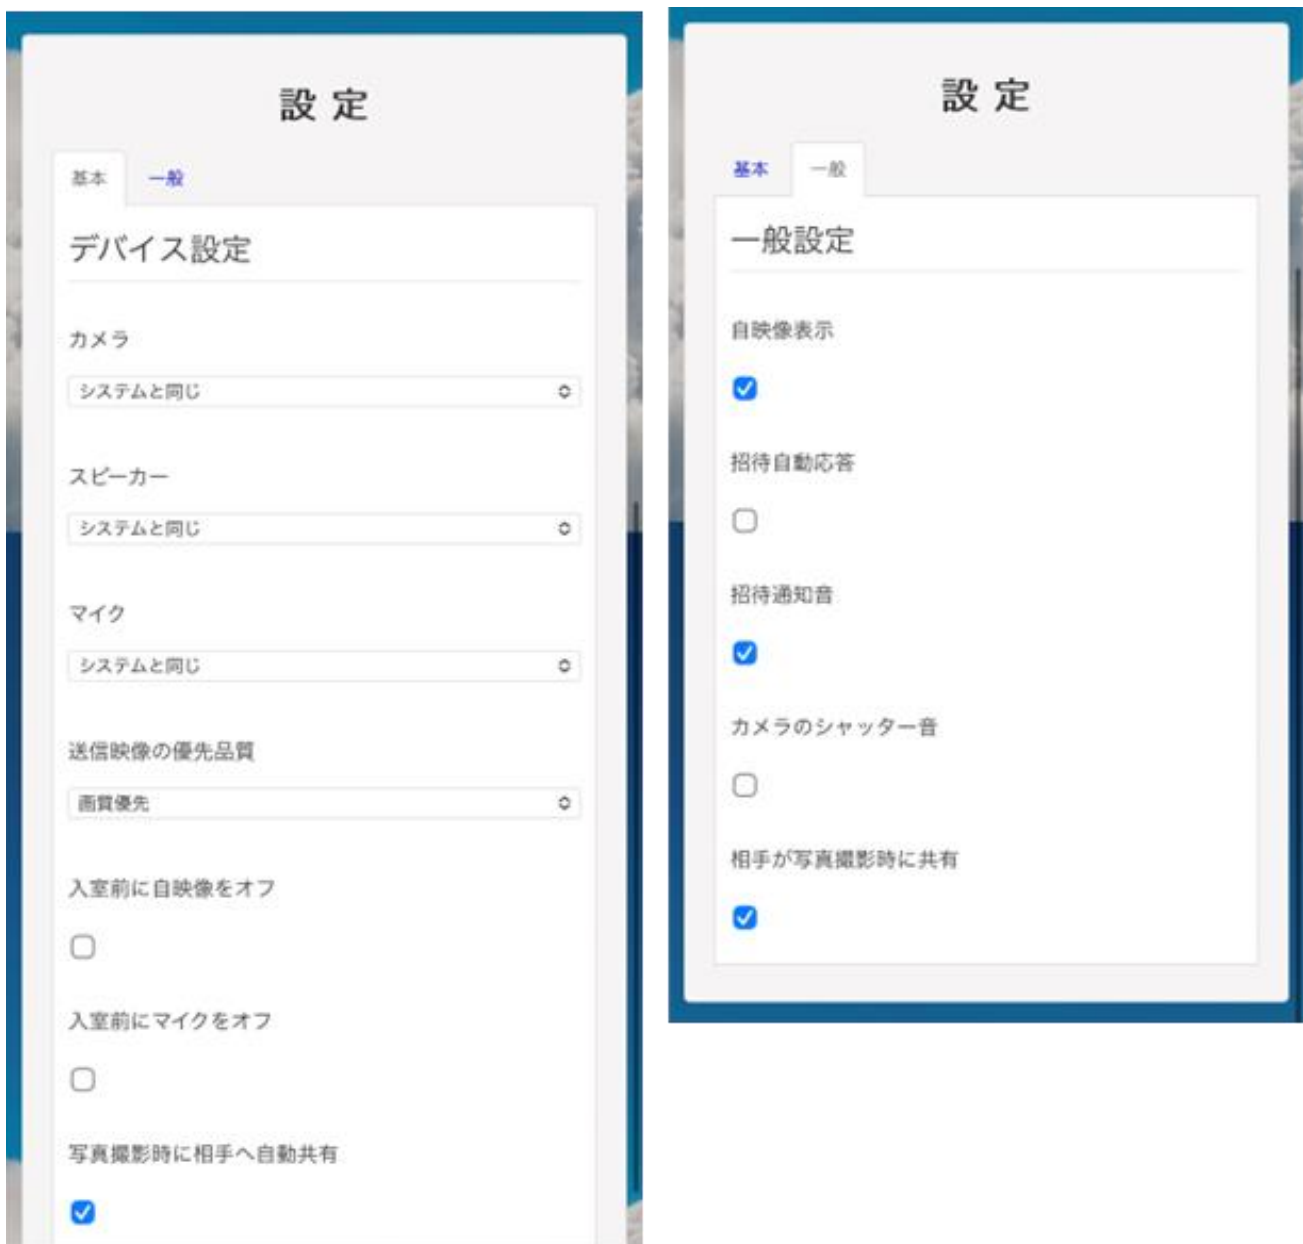 設定
基本
一般
デバイス設定
カメラ
システムと同じ
スピーカー
システムと同じ
マイク
システムと同じ
送信映像の優先品質
画質優先
入室前に自映像をオフ
入室前にマイクをオフ
写真撮影時に相手へ自動共有
設定
基本
一般
一般設定
自映像表示
招待自動応答
招待通知音
カメラのシャッター音
相手が写真撮影時に共有